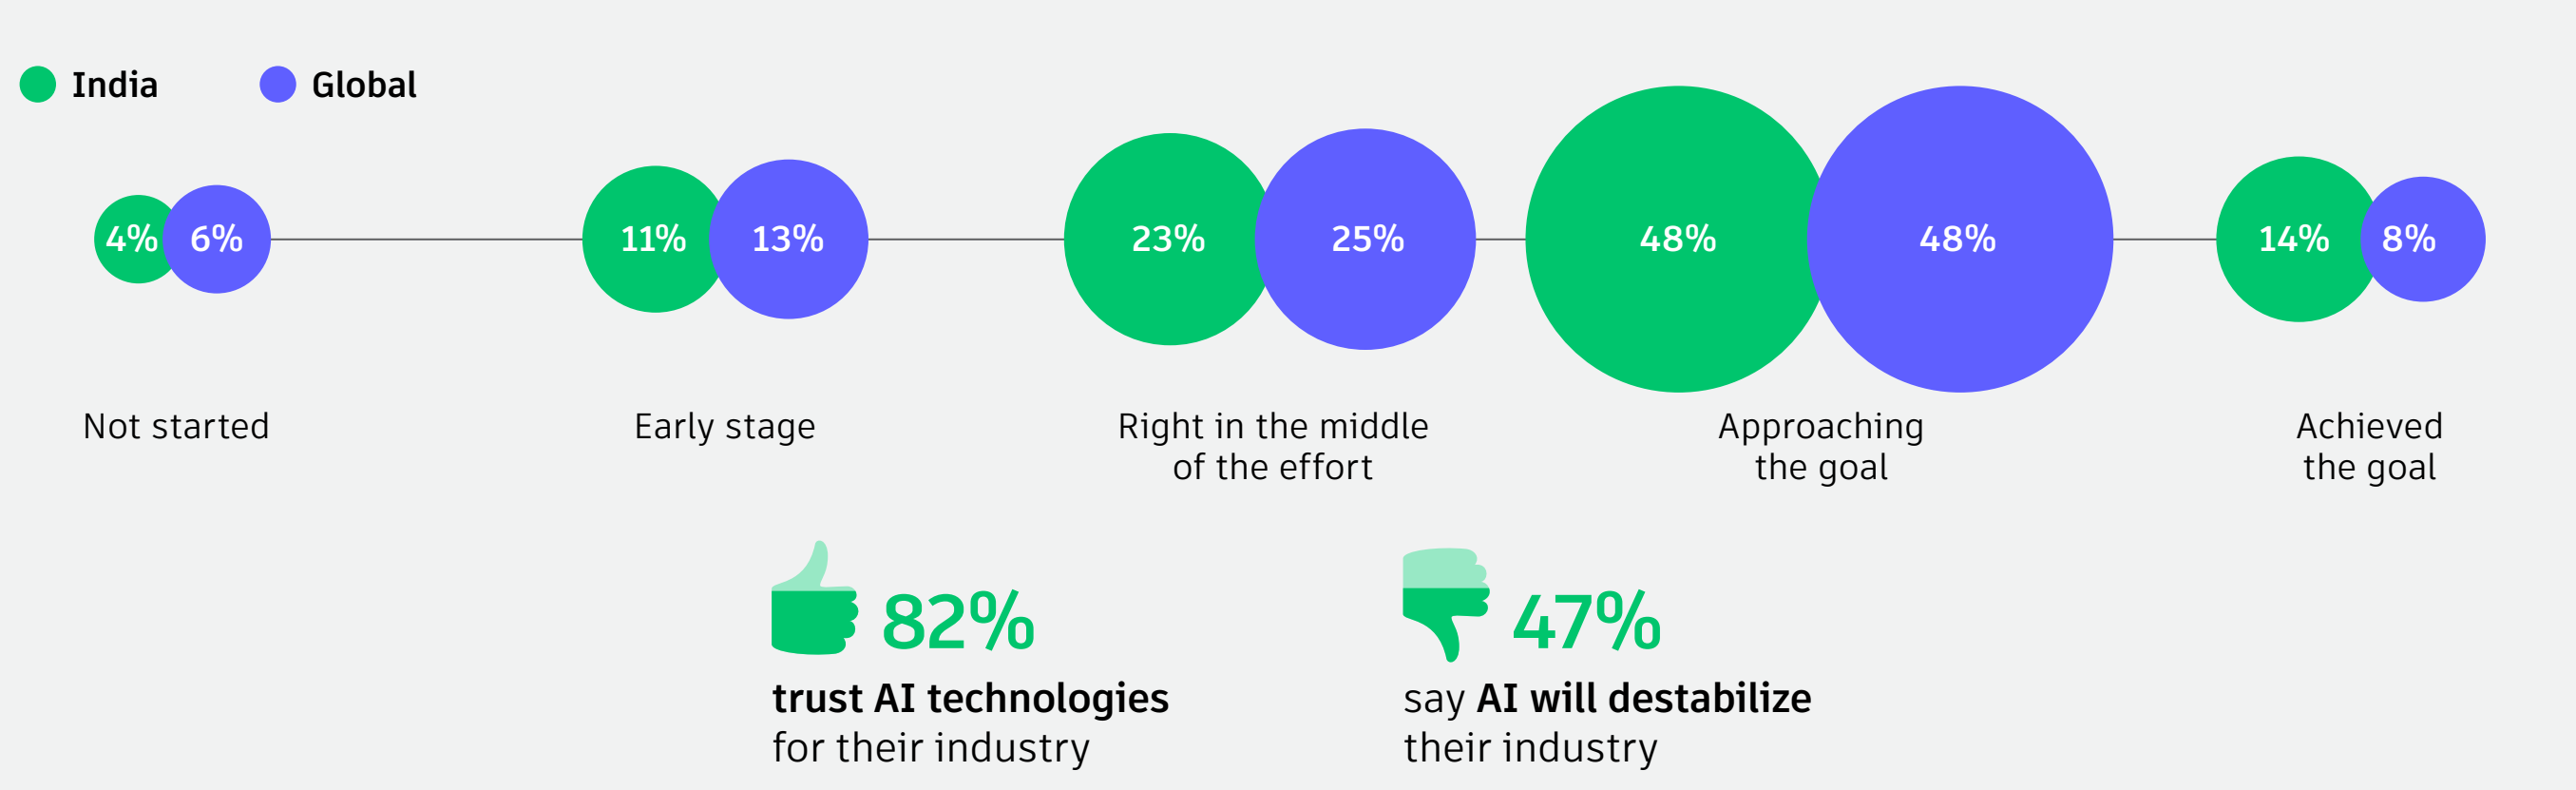 India
Global
4%
6%
11%
13%
23%
25%
48%
48%
14%
8%
Not started
Early stage
Right in the middle
of the effort
Approaching
the goal
Achieved
the goal
82%
trust AI technologies
for their industry
47%
say AI will destabilize
their industry